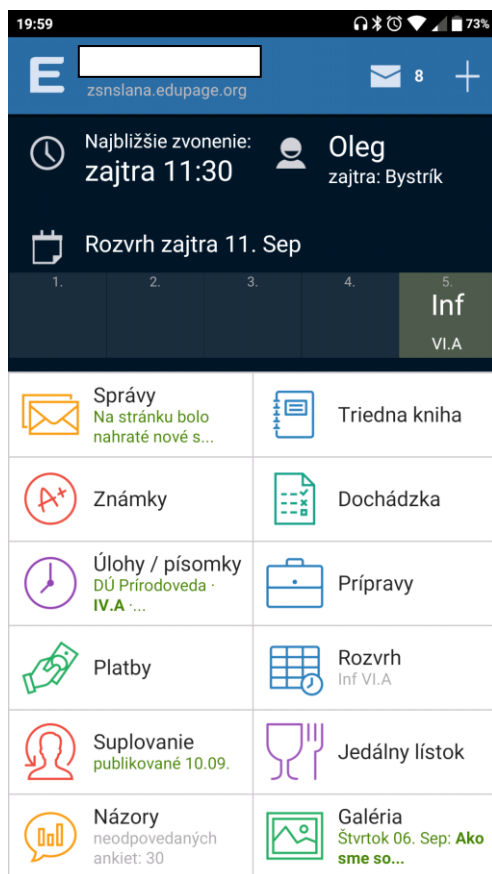 19:59
73%
E
8
zsnslana.edupage.org
Najbližšie zvonenie:
zajtra 11:30
Oleg
zajtra: Bystrík
Rozvrh zajtra 11. Sep
1.
2.
3.
4.
5.
Inf
VI.A
Správy
Na stránku bolo
nahraté nové s...
Triedna kniha
A+
Známky
Dochádzka
Úlohy / písomky
DÚ Prírodoveda ·
IV.A ·...
Prípravy
Platby
Rozvrh
Inf VI.A
Suplovanie
publikované 10.09.
Jedálny lístok
Názory
neodpovedaných
ankiet: 30
Galéria
Štvrtok 06. Sep: Ako
sme so...